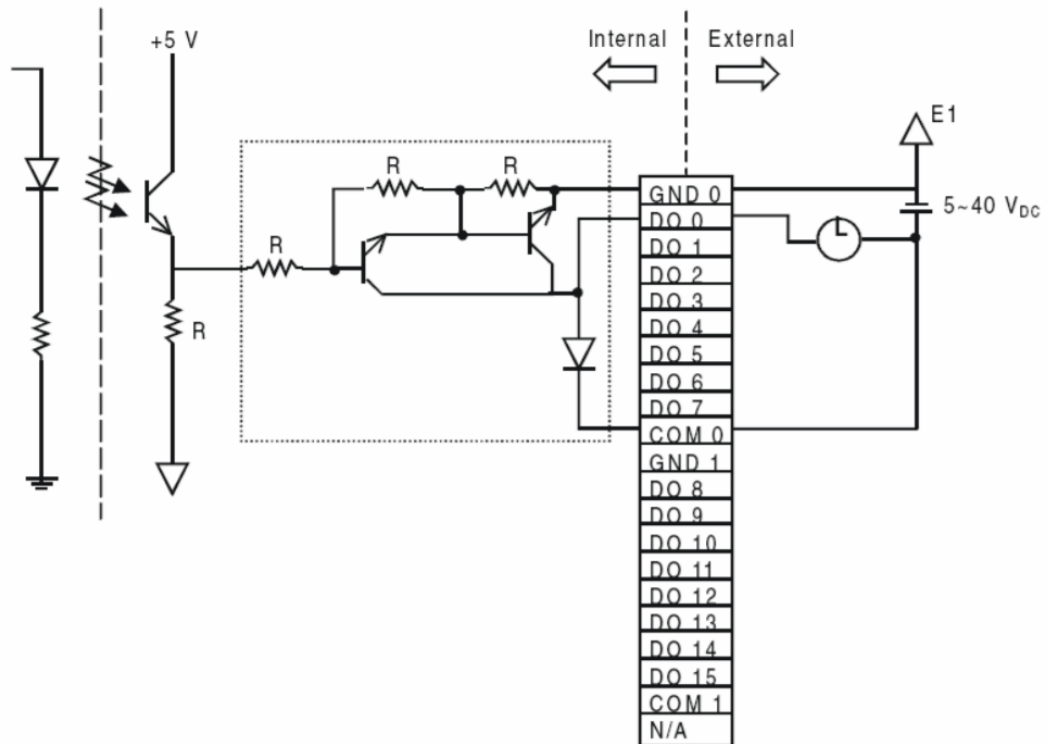 +5 V
Internal
External
E1
R
R
R
R
5~40 VDC
L
GND 0
DO 0
DO 1
DO 2
DO 3
DO 4
DO 5
DO 6
DO 7
COM 0
GND 1
DO 8
DO 9
DO 10
DO 11
DO 12
DO 13
DO 14
DO 15
COM 1
N/A